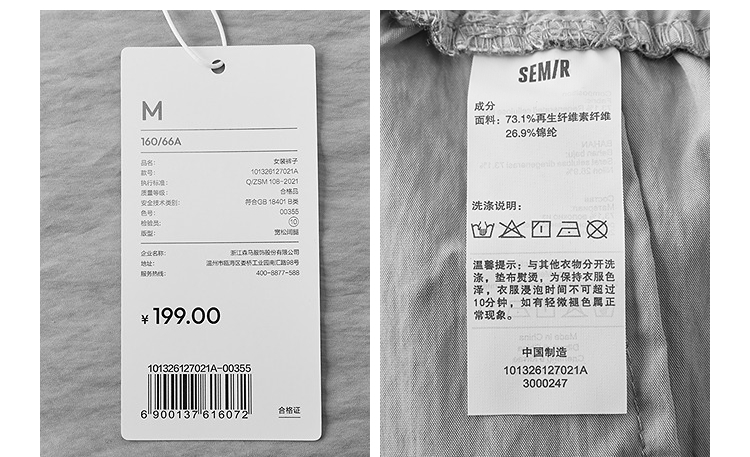 M
160/66A
品名: 女装裤子
款号: 101326127021A
执行标准: Q/ZSM 108-2021
质量等级: 合格品
安全技术类别: 符合GB 18401 B类
色号: 00355
检验员: 10
版型: 宽松阔腿
企业名称: 浙江森马服饰股份有限公司
地址: 温州市瓯海区娄桥工业园南汇路98号
服务热线: 400-8877-588
¥ 199.00
101326127021A-00355
6 900137 616072
合格证
SEMIR
成分
面料: 73.1%再生纤维素纤维
26.9%锦纶
洗涤说明:
温馨提示: 与其他衣物分开洗
涤, 垫布熨烫, 为保持衣服色
泽, 衣服浸泡时间不可超过
10分钟, 如有轻微褪色属正
常现象。
中国制造
101326127021A
3000247